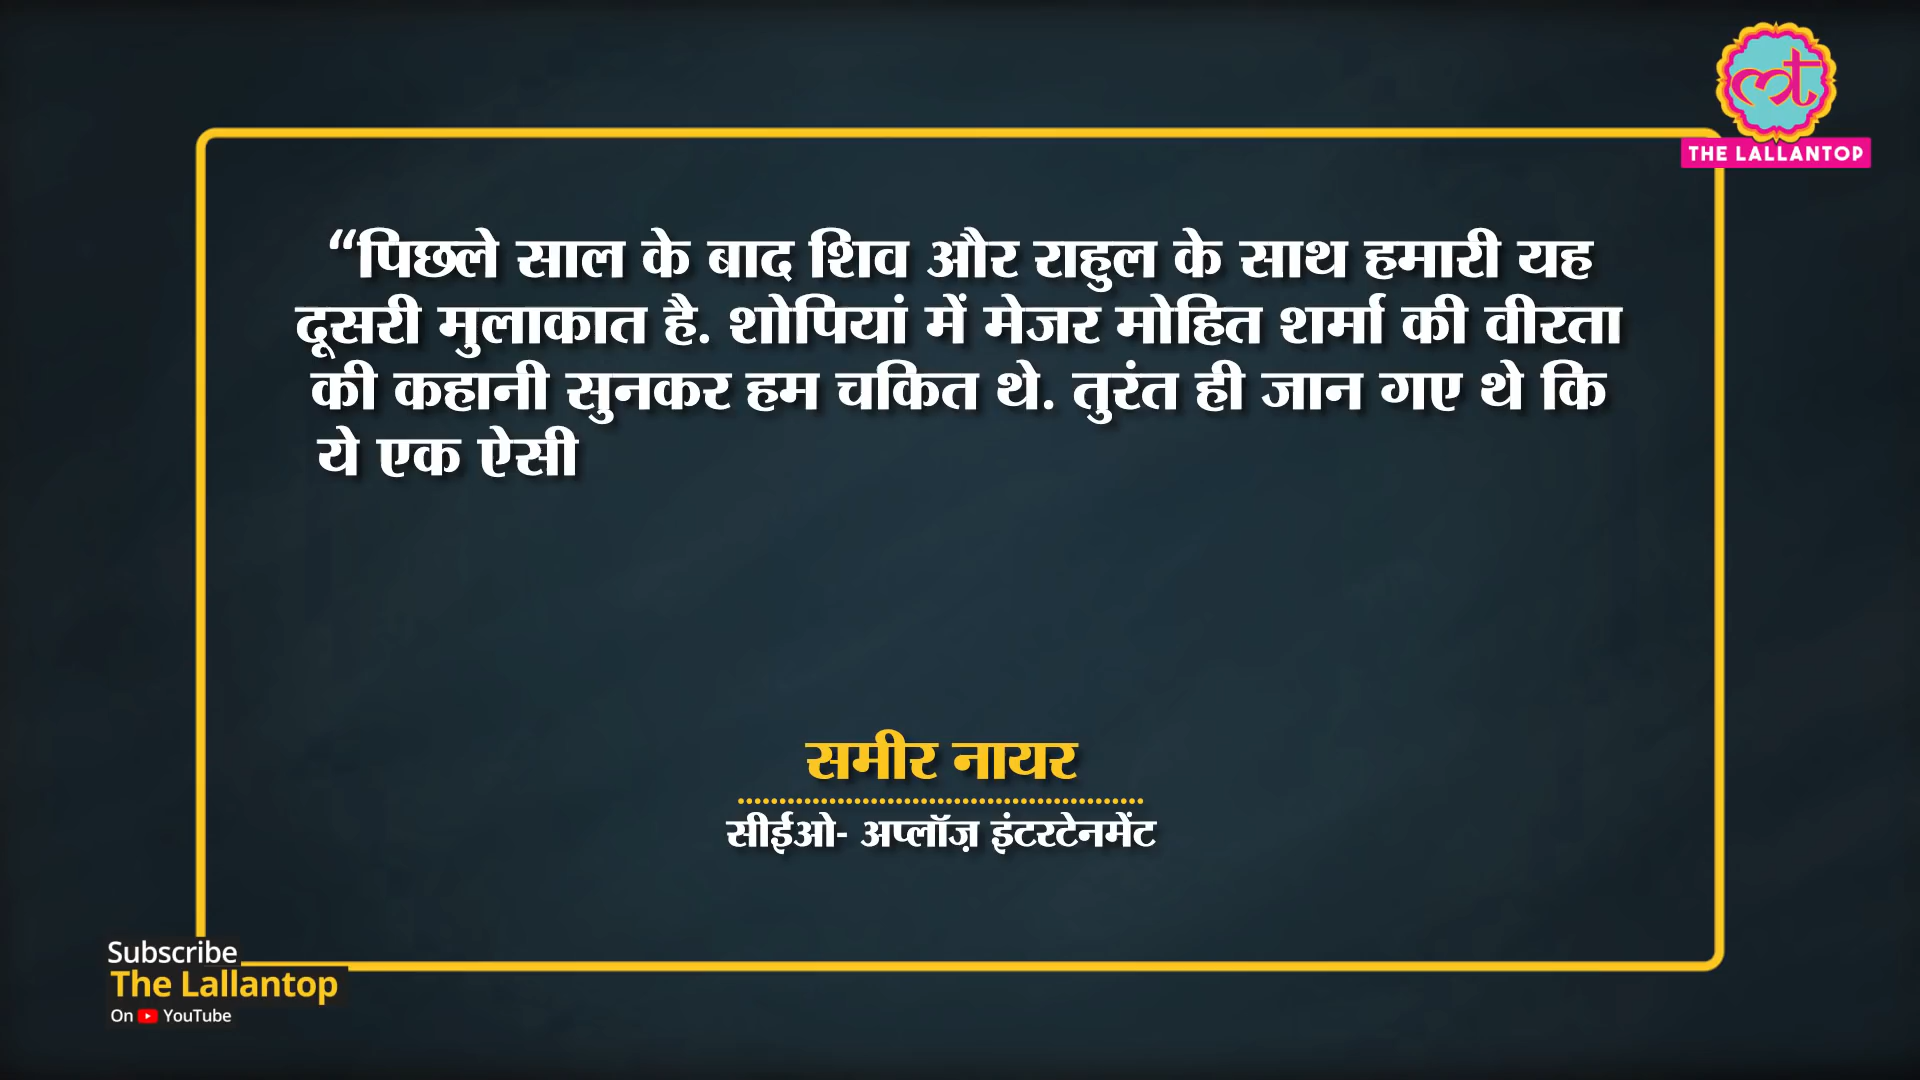 THE LALLANTOP
“पिछले साल के बाद शिव और राहुल के साथ हमारी यह
दूसरी मुलाकात है. शोपियां में मेजर मोहित शर्मा की वीरता
की कहानी सुनकर हम चकित थे. तुरंत ही जान गए थे कि
ये एक ऐसी
समीर नायर
सीईओ- अप्लॉज़ इंटरटेनमेंट
Subscribe
The Lallantop
On YouTube